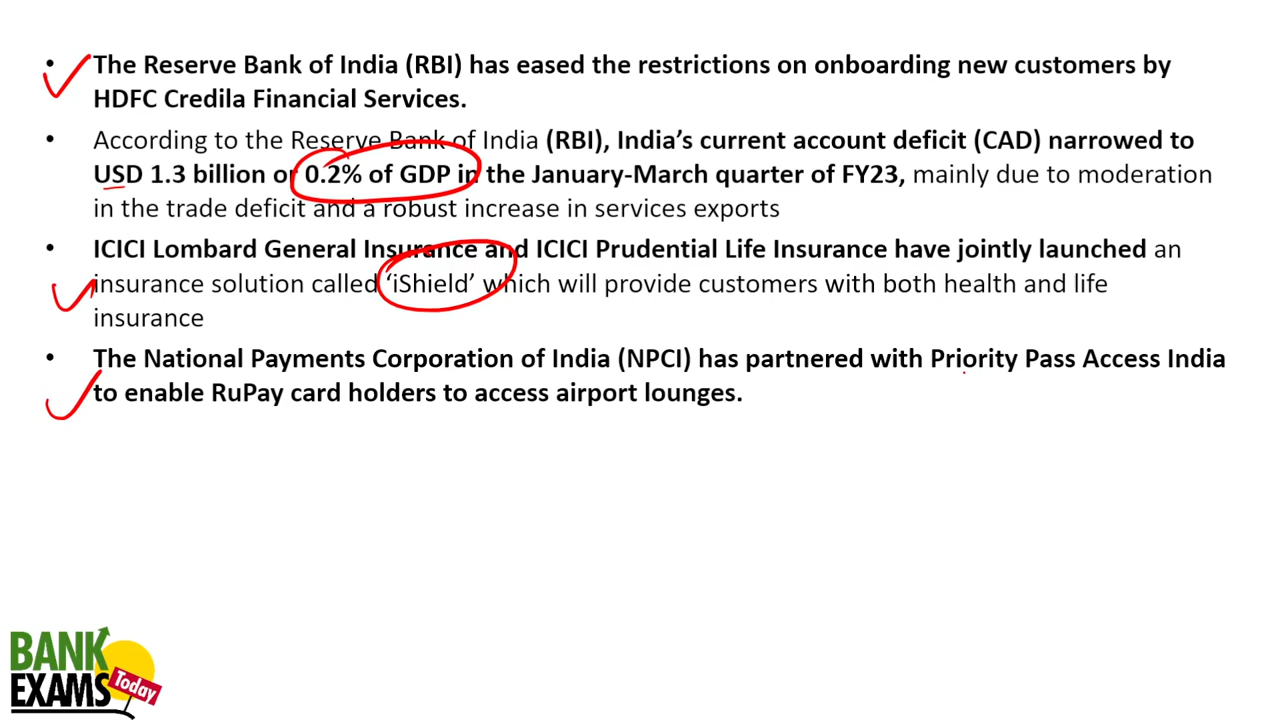 • The Reserve Bank of India (RBI) has eased the restrictions on onboarding new customers by
HDFC Credila Financial Services.
• According to the Reserve Bank of India (RBI), India’s current account deficit (CAD) narrowed to
USD 1.3 billion or 0.2% of GDP in the January-March quarter of FY23, mainly due to moderation
in the trade deficit and a robust increase in services exports
• ICICI Lombard General Insurance and ICICI Prudential Life Insurance have jointly launched an
insurance solution called ‘iShield’ which will provide customers with both health and life
insurance
• The National Payments Corporation of India (NPCI) has partnered with Priority Pass Access India
to enable RuPay card holders to access airport lounges.
BANK
EXAMS
Today